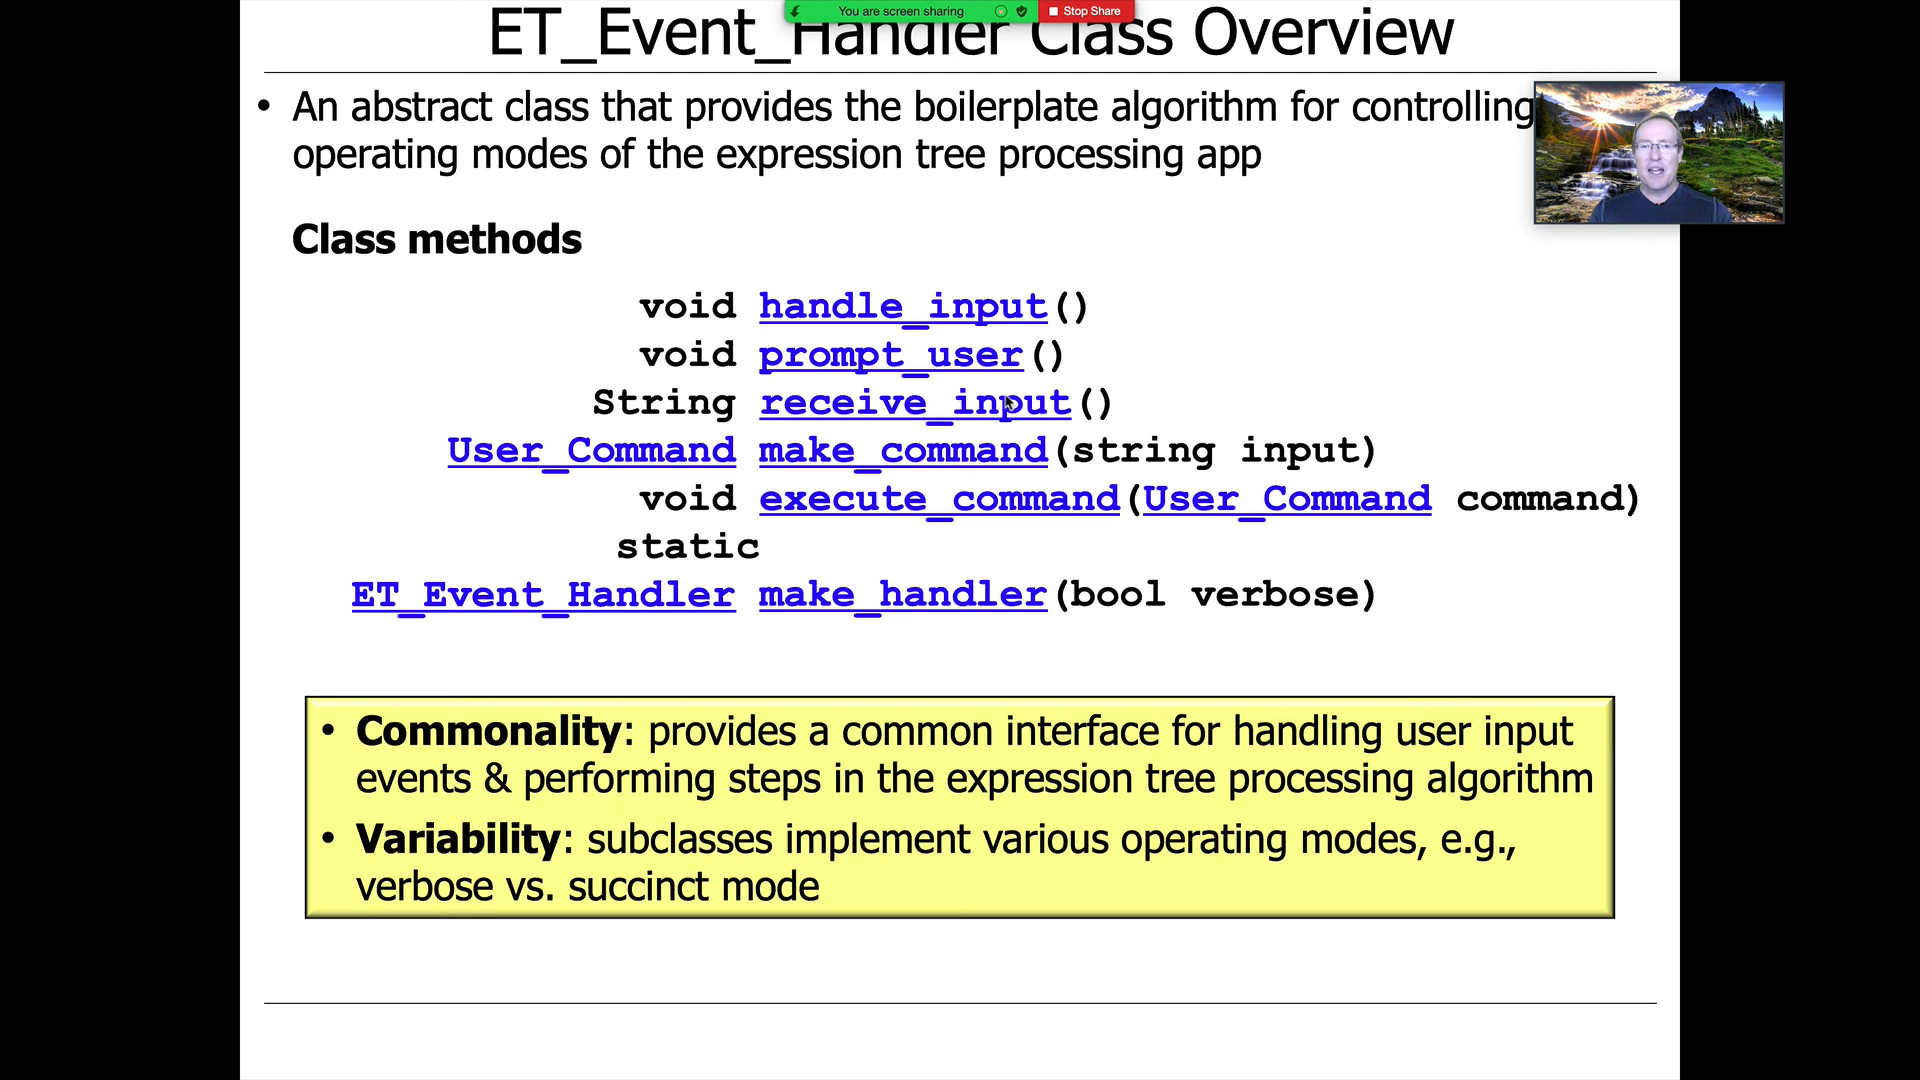 You are screen sharing Stop Share
ET_Event_Handler Class Overview
• An abstract class that provides the boilerplate algorithm for controlling
operating modes of the expression tree processing app
Class methods
void handle_input()
void prompt_user()
String receive_input()
User_Command make_command(string input)
void execute_command(User_Command command)
static
ET_Event_Handler make_handler(bool verbose)
• Commonality: provides a common interface for handling user input
events & performing steps in the expression tree processing algorithm
• Variability: subclasses implement various operating modes, e.g.,
verbose vs. succinct mode